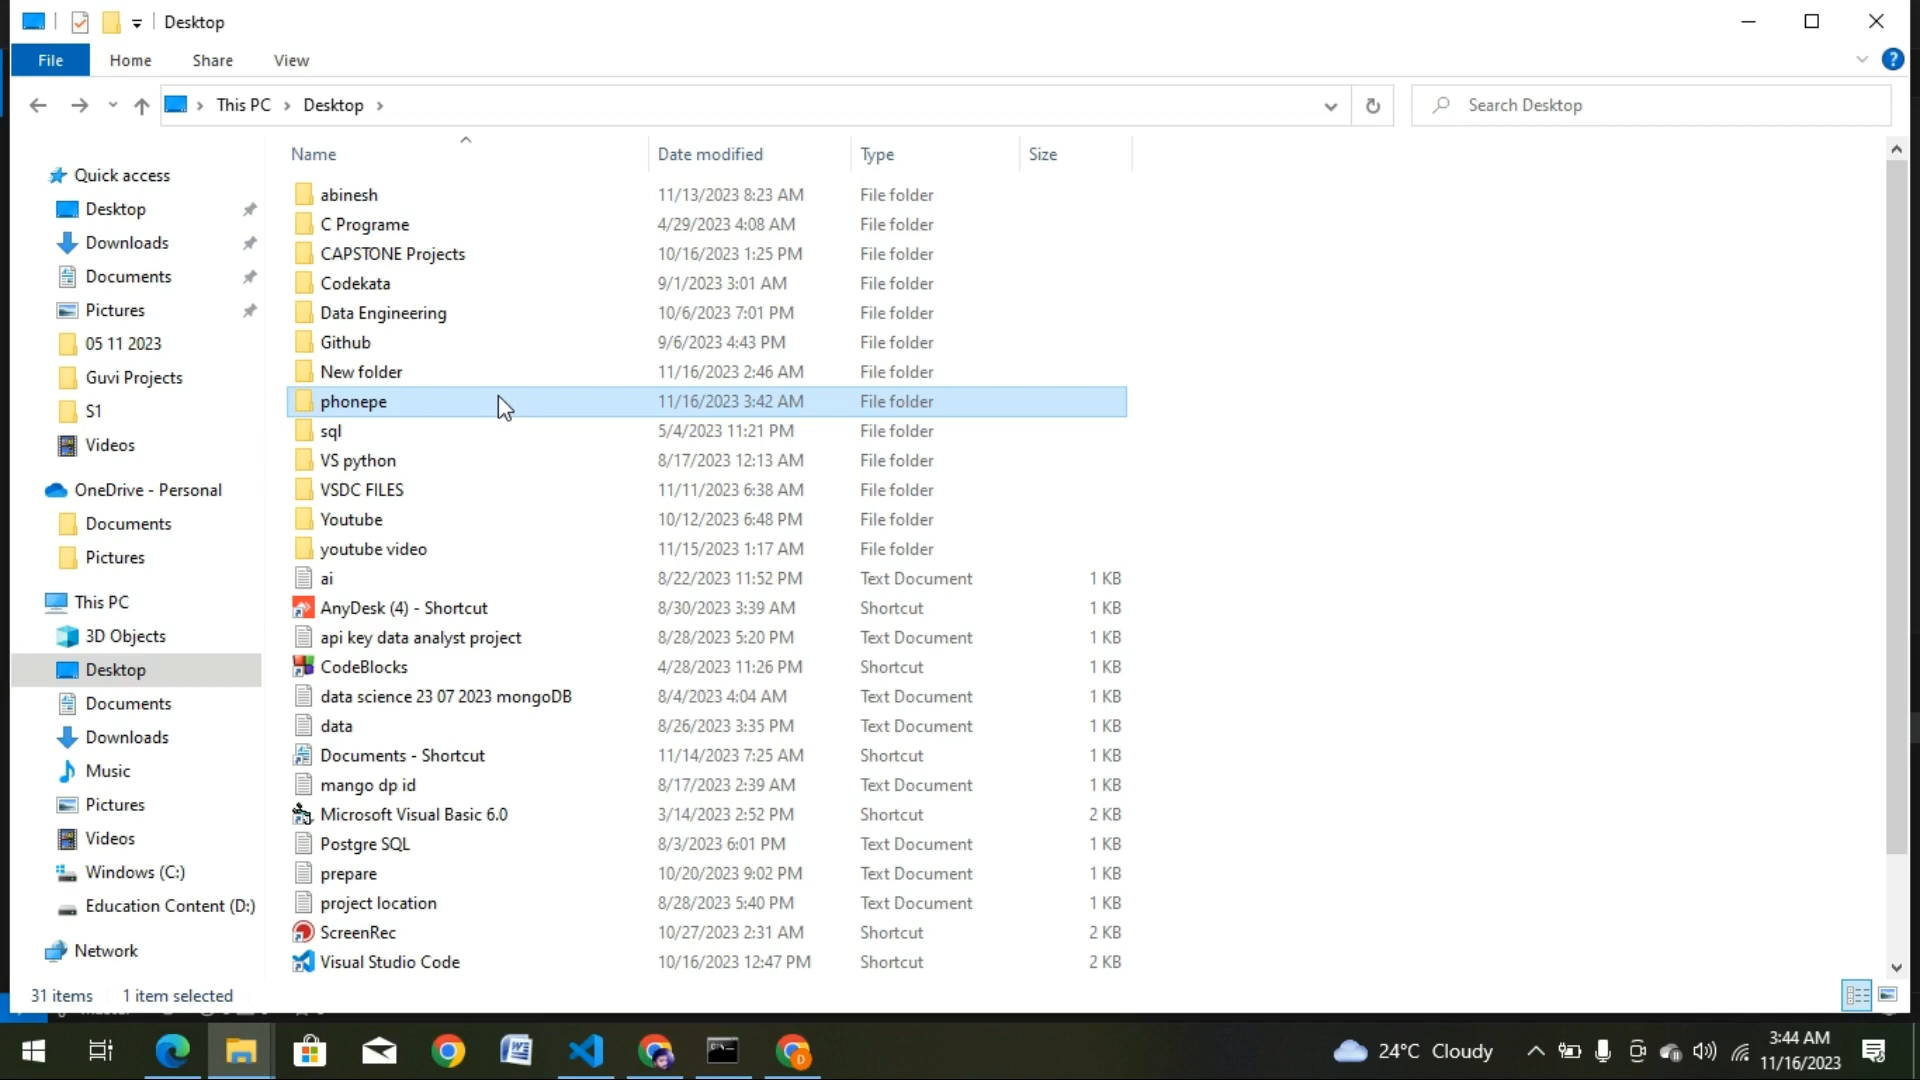 Desktop
File Home Share View
This PC Desktop
Search Desktop
Name Date modified Type Size
Quick access
Desktop
Downloads
Documents
Pictures
05 11 2023
Guvi Projects
S1
Videos
OneDrive - Personal
Documents
Pictures
This PC
3D Objects
Desktop
Documents
Downloads
Music
Pictures
Videos
Windows (C:)
Education Content (D:)
Network
abinesh 11/13/2023 8:23 AM File folder
C Programe 4/29/2023 4:08 AM File folder
CAPSTONE Projects 10/16/2023 1:25 PM File folder
Codekata 9/1/2023 3:01 AM File folder
Data Engineering 10/6/2023 7:01 PM File folder
Github 9/6/2023 4:43 PM File folder
New folder 11/16/2023 2:46 AM File folder
phonepe 11/16/2023 3:42 AM File folder
sql 5/4/2023 11:21 PM File folder
VS python 8/17/2023 12:13 AM File folder
VSDC FILES 11/11/2023 6:38 AM File folder
Youtube 10/12/2023 6:48 PM File folder
youtube video 11/15/2023 1:17 AM File folder
ai 8/22/2023 11:52 PM Text Document 1 KB
AnyDesk (4) - Shortcut 8/30/2023 3:39 AM Shortcut 1 KB
api key data analyst project 8/28/2023 5:20 PM Text Document 1 KB
CodeBlocks 4/28/2023 11:26 PM Shortcut 1 KB
data science 23 07 2023 mongoDB 8/4/2023 4:04 AM Text Document 1 KB
data 8/26/2023 3:35 PM Text Document 1 KB
Documents - Shortcut 11/14/2023 7:25 AM Shortcut 1 KB
mango dp id 8/17/2023 2:39 AM Text Document 1 KB
Microsoft Visual Basic 6.0 3/14/2023 2:52 PM Shortcut 2 KB
Postgre SQL 8/3/2023 6:01 PM Text Document 1 KB
prepare 10/20/2023 9:02 PM Text Document 1 KB
project location 8/28/2023 5:40 PM Text Document 1 KB
ScreenRec 10/27/2023 2:31 AM Shortcut 2 KB
Visual Studio Code 10/16/2023 12:47 PM Shortcut 2 KB
31 items 1 item selected
24°C Cloudy
3:44 AM
11/16/2023